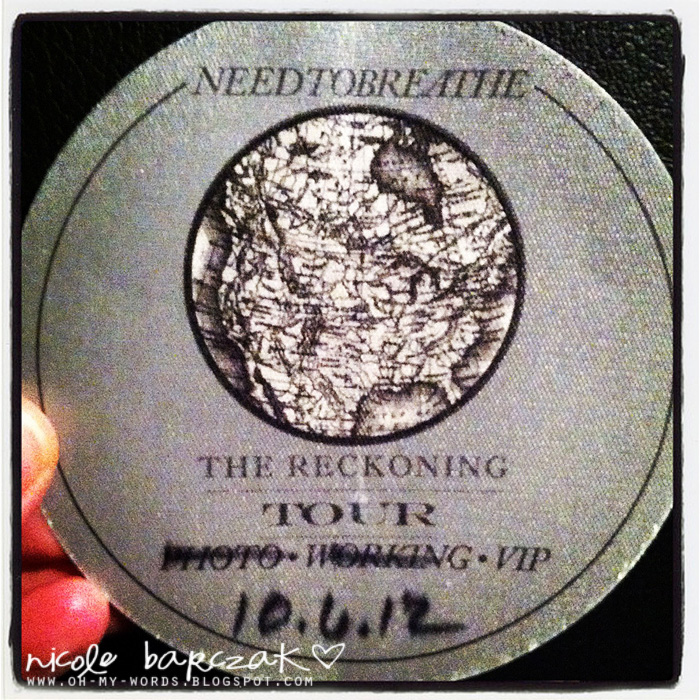 NEEDTOBREATHE
THE RECKONING
TOUR
PHOTO • WORKING • VIP
10.6.12
nicole barczak♡
WWW.OH-MY-WORDS.BLOGSPOT.COM